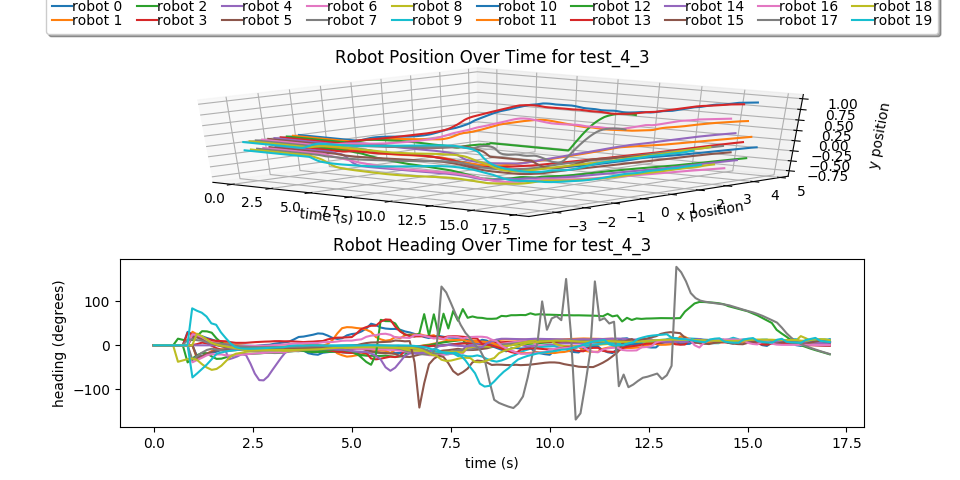 robot 0 robot 2 robot 4 robot 6 robot 8 robot 10 robot 12 robot 14 robot 16 robot 18
robot 1 robot 3 robot 5 robot 7 robot 9 robot 11 robot 13 robot 15 robot 17 robot 19
Robot Position Over Time for test_4_3
1.00
0.75
0.50
0.25
0.00
−0.25
−0.50
−0.75
y position
0.0 2.5 5.0 7.5 10.0 12.5 15.0 17.5
time (s)
−3 −2 −1 0 1 2 3 4 5
x position
Robot Heading Over Time for test_4_3
100
0
−100
heading (degrees)
0.0 2.5 5.0 7.5 10.0 12.5 15.0 17.5
time (s)